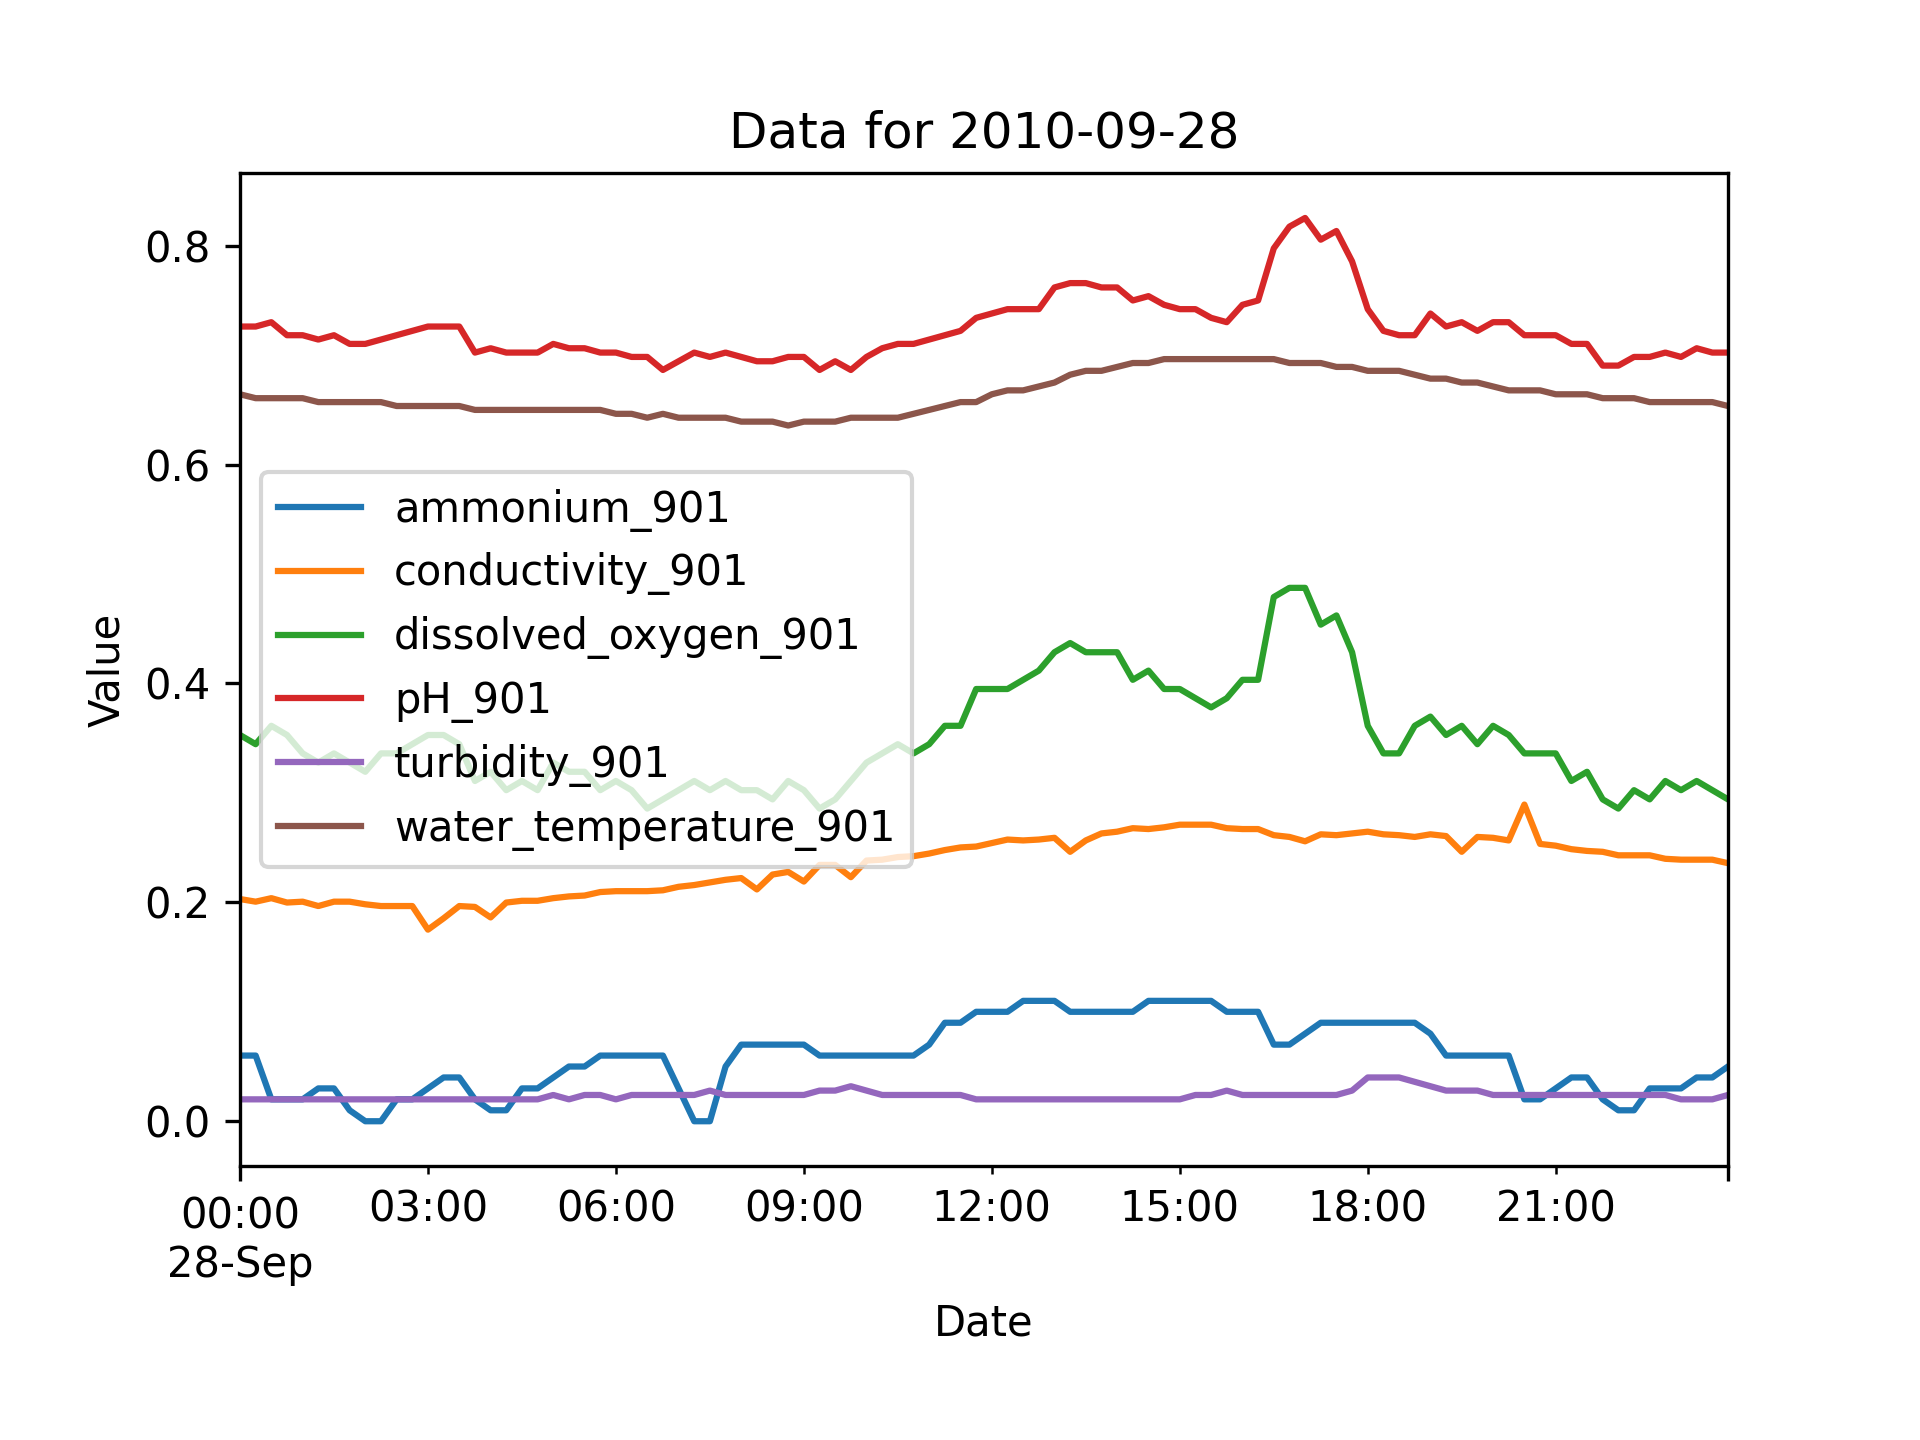 Data for 2010-09-28
0.8
0.6
0.4
0.2
0.0
Value
ammonium_901
conductivity_901
dissolved_oxygen_901
pH_901
turbidity_901
water_temperature_901
00:00 03:00 06:00 09:00 12:00 15:00 18:00 21:00
28-Sep
Date